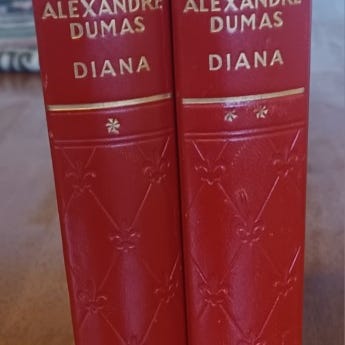 ALEXANDRE
DUMAS
DIANA
*
ALEXANDRE
DUMAS
DIANA
* *